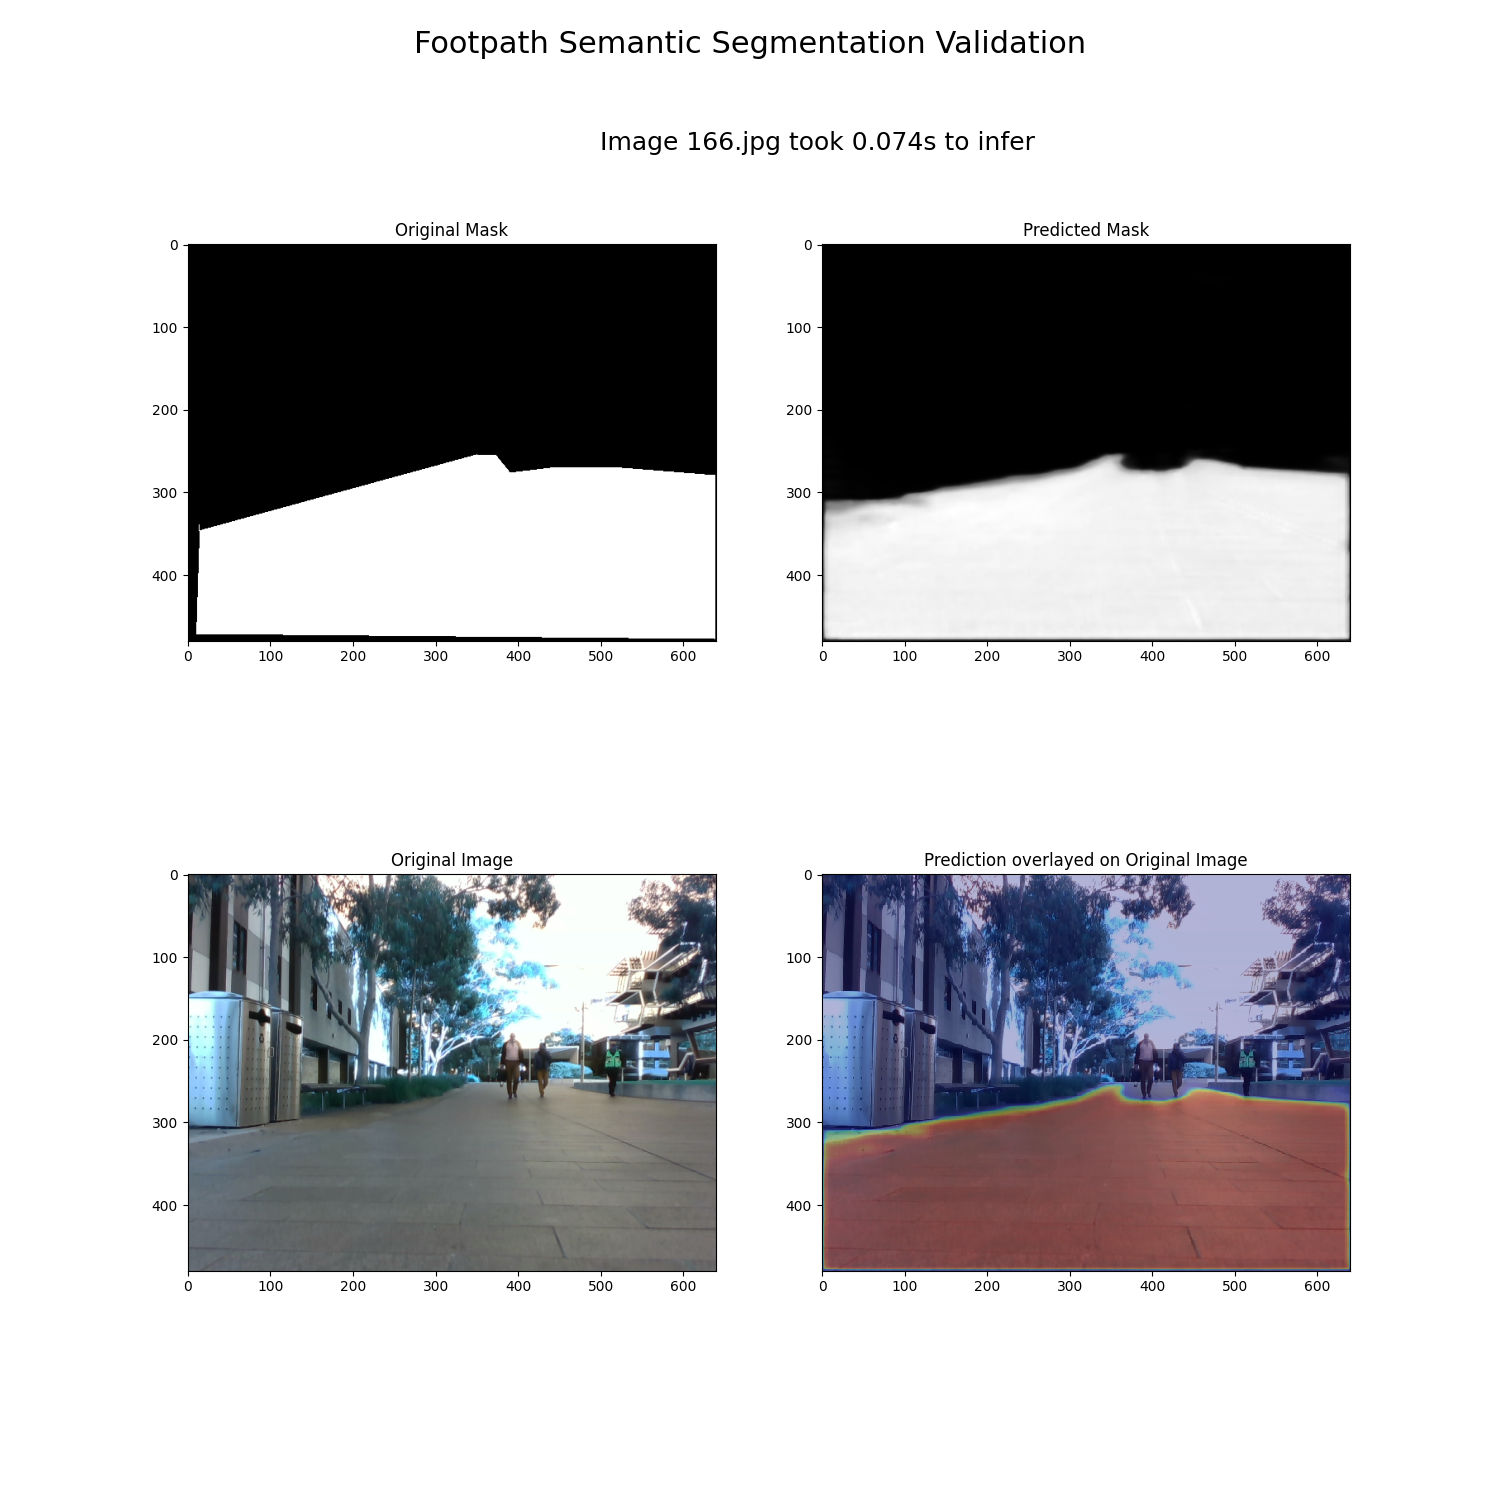 Footpath Semantic Segmentation Validation
Image 166.jpg took 0.074s to infer
Original Mask
0
100
200
300
400
0 100 200 300 400 500 600
Predicted Mask
0
100
200
300
400
0 100 200 300 400 500 600
Original Image
0
100
200
300
400
0 100 200 300 400 500 600
Prediction overlayed on Original Image
0
100
200
300
400
0 100 200 300 400 500 600